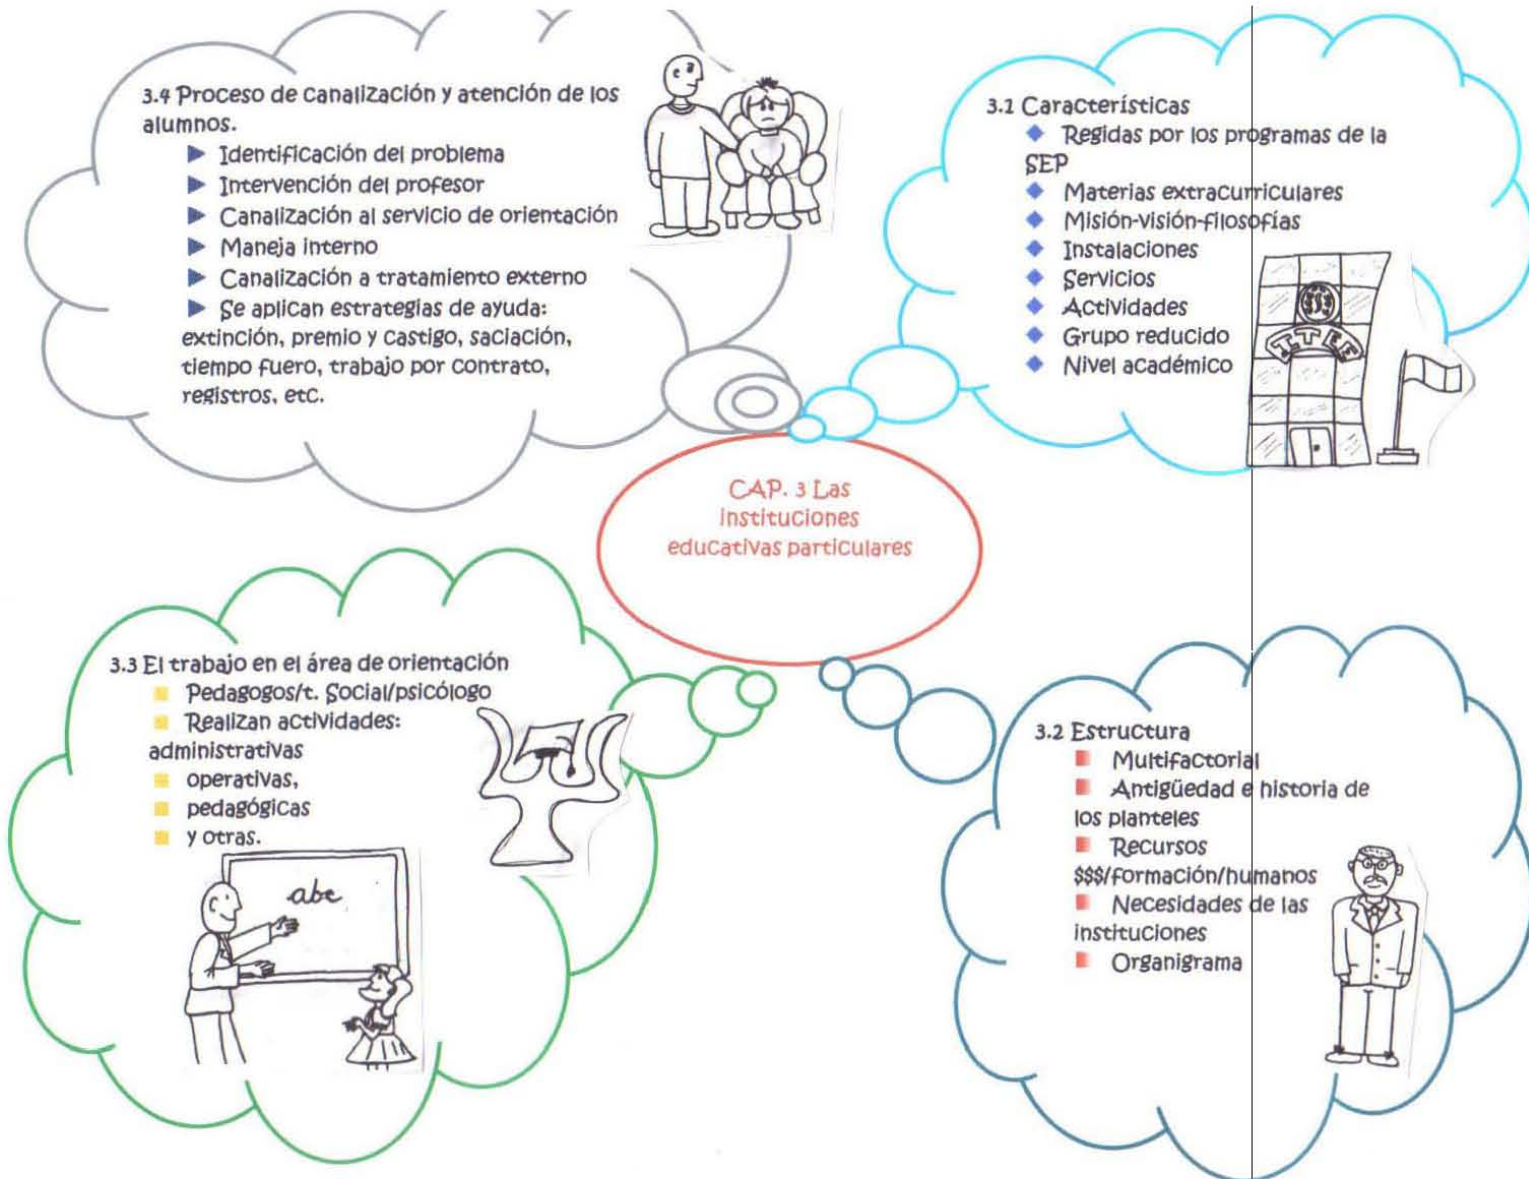 CAP. 3 Las
instituciones
educativas particulares
3.1 Características
Regidas por los programas de la
SEP
Materias extracurriculares
Misión-visión-filosofías
Instalaciones
Servicios
Actividades
Grupo reducido
Nivel académico
3.2 Estructura
Multifactorial
Antigüedad e historia de
los planteles
Recursos
$$$/formación/humanos
Necesidades de las
instituciones
Organigrama
3.3 El trabajo en el área de orientación
Pedagogos/t. Social/psicólogo
Realizan actividades:
administrativas
operativas,
pedagógicas
y otras.
abc
3.4 Proceso de canalización y atención de los
alumnos.
Identificación del problema
Intervención del profesor
Canalización al servicio de orientación
Maneja interno
Canalización a tratamiento externo
Se aplican estrategias de ayuda:
extinción, premio y castigo, saciación,
tiempo fuero, trabajo por contrato,
registros, etc.